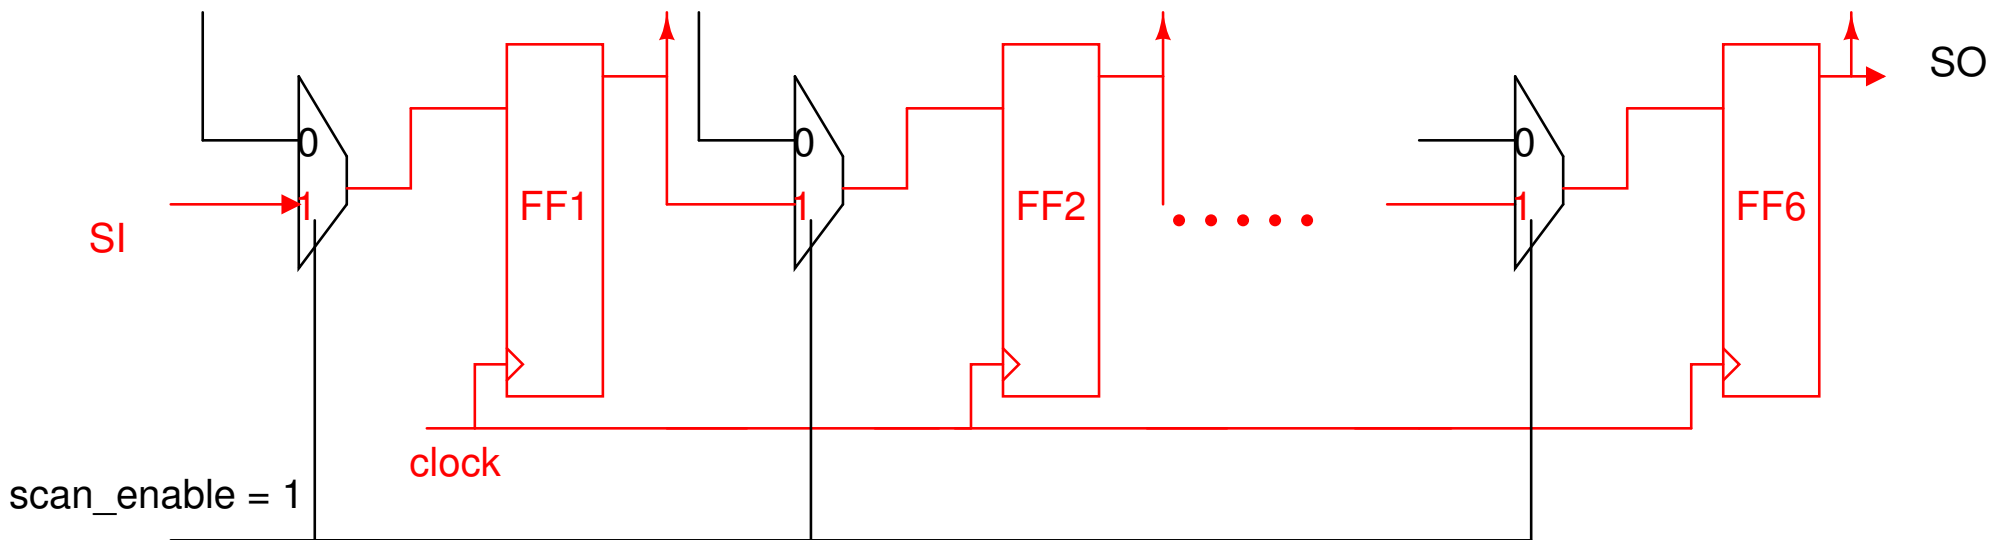 SO
0
0
0
1
FF1
1
FF2
1
FF6
SI
clock
scan_enable = 1